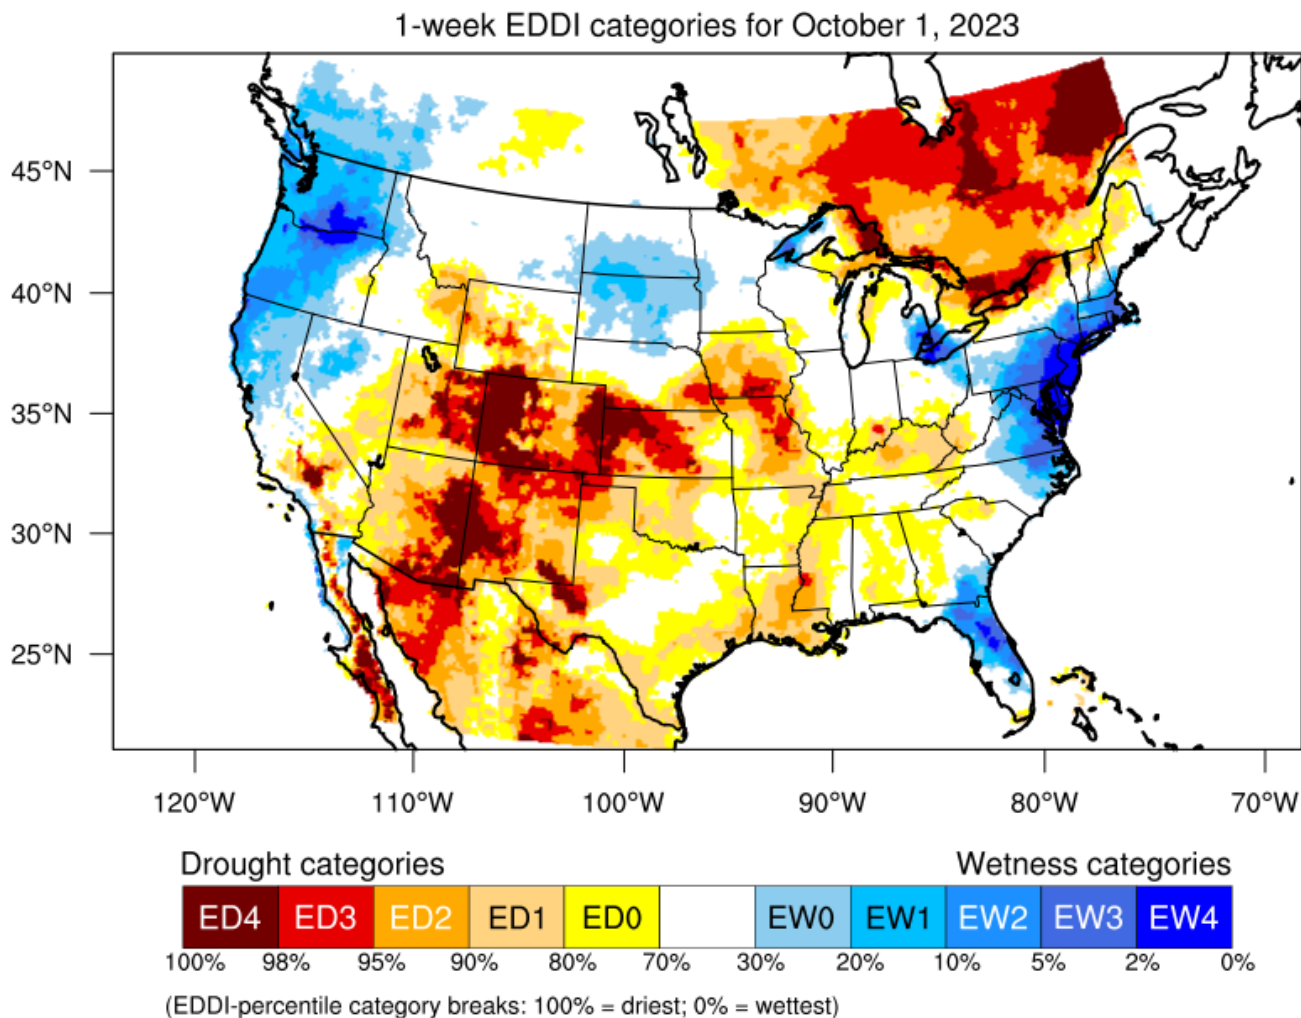 1-week EDDI categories for October 1, 2023
45°N
40°N
35°N
30°N
25°N
120°W 110°W 100°W 90°W 80°W 70°W
Drought categories Wetness categories
ED4 ED3 ED2 ED1 ED0 EW0 EW1 EW2 EW3 EW4
100% 98% 95% 90% 80% 70% 30% 20% 10% 5% 2% 0%
(EDDI-percentile category breaks: 100% = driest; 0% = wettest)